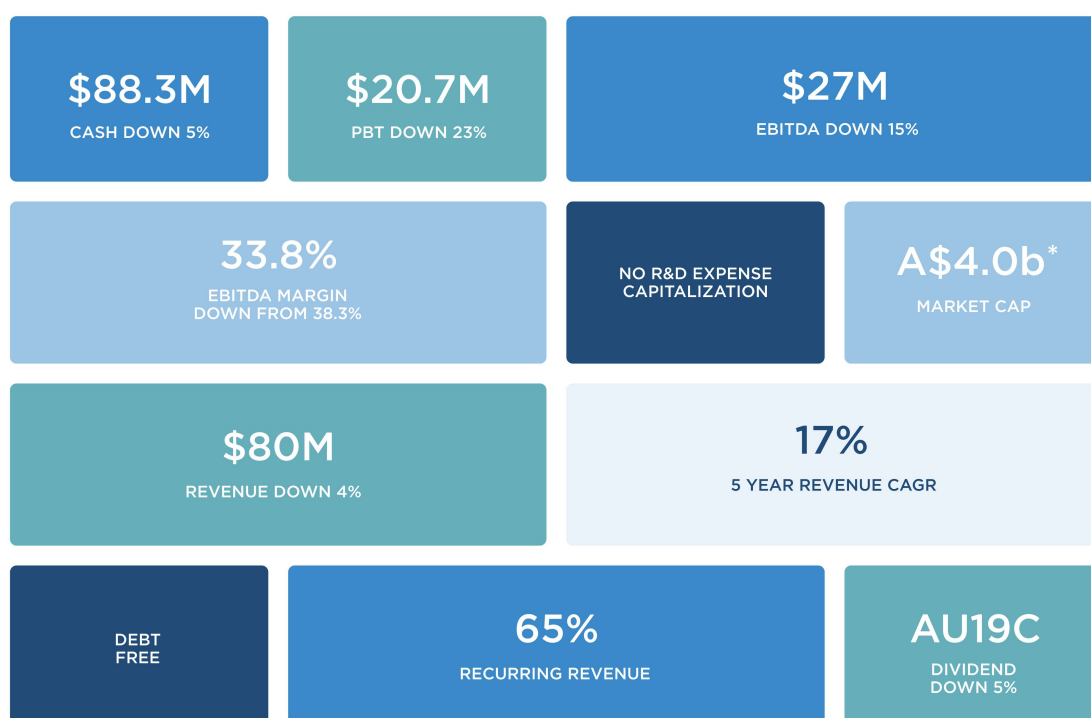 $88.3M
CASH DOWN 5%
$20.7M
PBT DOWN 23%
$27M
EBITDA DOWN 15%
33.8%
EBITDA MARGIN
DOWN FROM 38.3%
NO R&D EXPENSE
CAPITALIZATION
A$4.0b*
MARKET CAP
$80M
REVENUE DOWN 4%
17%
5 YEAR REVENUE CAGR
DEBT
FREE
65%
RECURRING REVENUE
AU19C
DIVIDEND
DOWN 5%